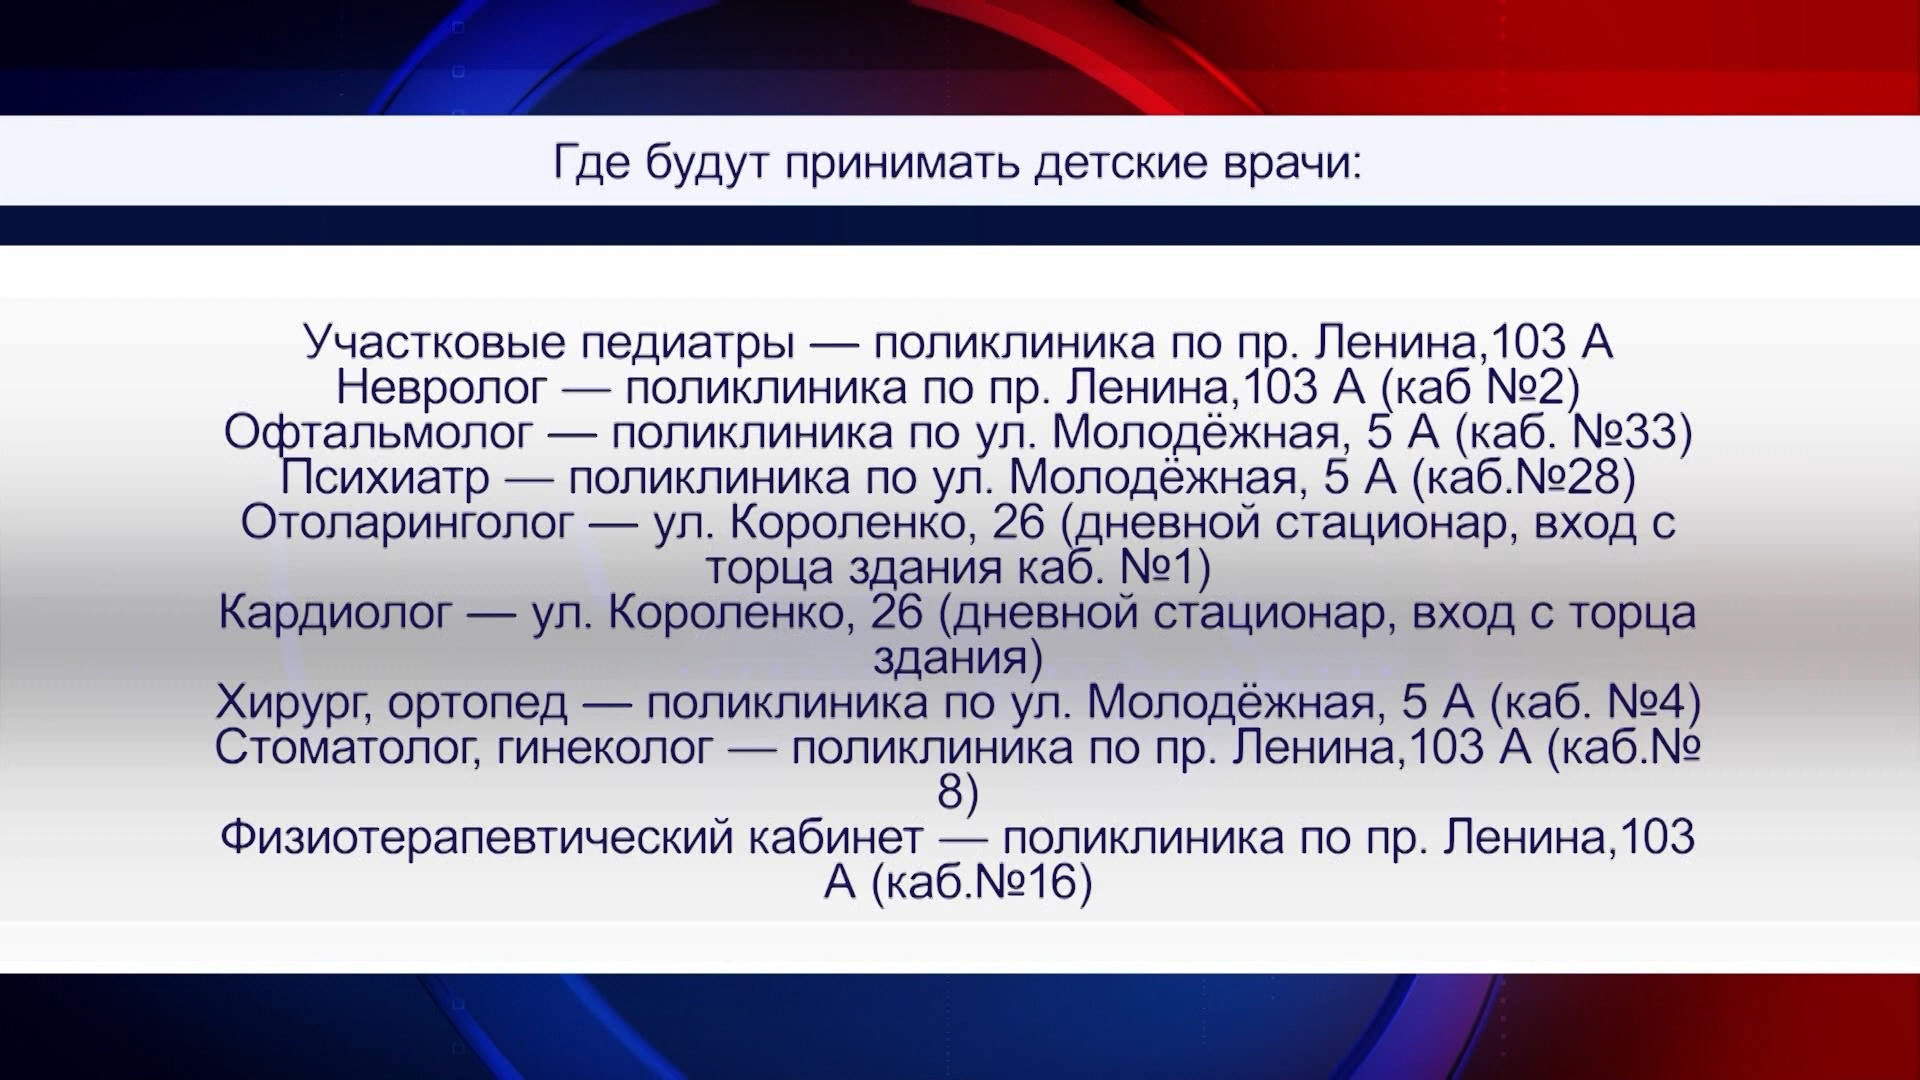 Где будут принимать детские врачи:
Участковые педиатры — поликлиника по пр. Ленина,103 А
Невролог — поликлиника по пр. Ленина,103 А (каб №2)
Офтальмолог — поликлиника по ул. Молодёжная, 5 А (каб. №33)
Психиатр — поликлиника по ул. Молодёжная, 5 А (каб.№28)
Отоларинголог — ул. Короленко, 26 (дневной стационар, вход с
торца здания каб. №1)
Кардиолог — ул. Короленко, 26 (дневной стационар, вход с торца
здания)
Хирург, ортопед — поликлиника по ул. Молодёжная, 5 А (каб. №4)
Стоматолог, гинеколог — поликлиника по пр. Ленина,103 А (каб.№
8)
Физиотерапевтический кабинет — поликлиника по пр. Ленина,103
А (каб.№16)